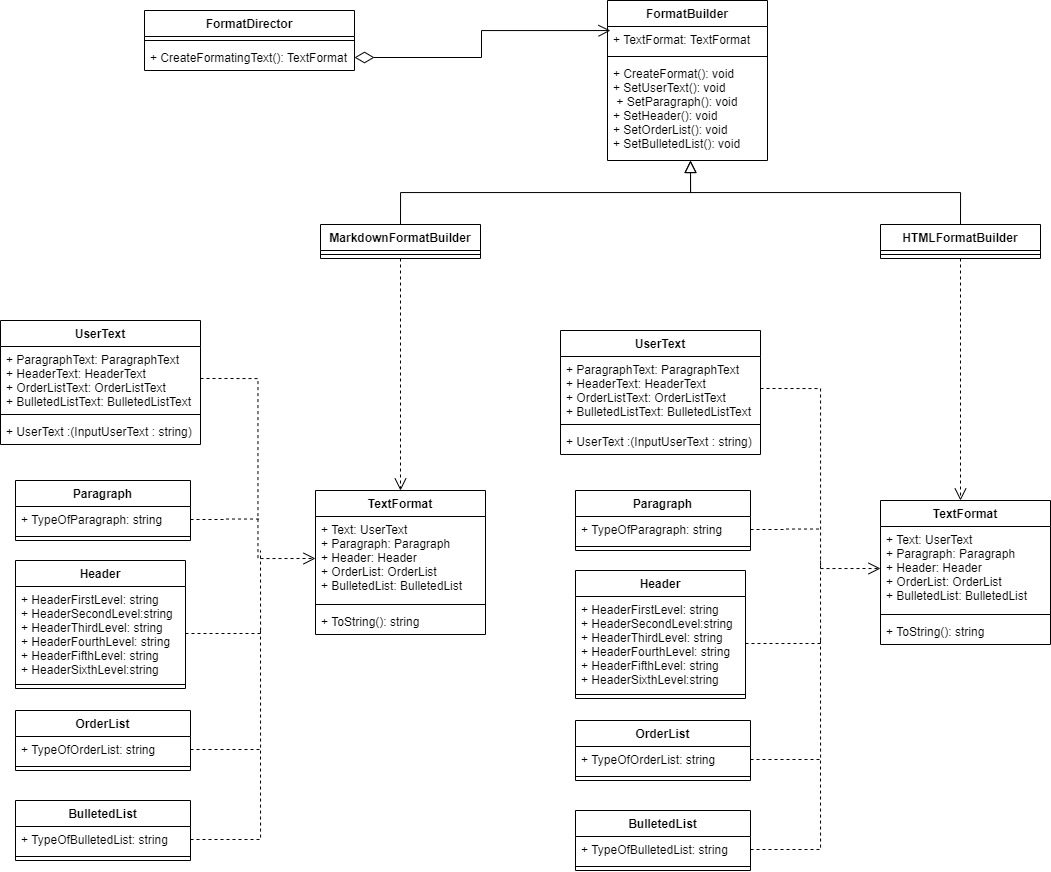 FormatDirector
+ CreateFormatingText(): TextFormat
FormatBuilder
+ TextFormat: TextFormat
+ CreateFormat(): void
+ SetUserText(): void
+ SetParagraph(): void
+ SetHeader(): void
+ SetOrderList(): void
+ SetBulletedList(): void
MarkdownFormatBuilder
HTMLFormatBuilder
UserText
+ ParagraphText: ParagraphText
+ HeaderText: HeaderText
+ OrderListText: OrderListText
+ BulletedListText: BulletedListText
+ UserText :(InputUserText : string)
Paragraph
+ TypeOfParagraph: string
Header
+ HeaderFirstLevel: string
+ HeaderSecondLevel:string
+ HeaderThirdLevel: string
+ HeaderFourthLevel: string
+ HeaderFifthLevel: string
+ HeaderSixthLevel:string
OrderList
+ TypeOfOrderList: string
BulletedList
+ TypeOfBulletedList: string
TextFormat
+ Text: UserText
+ Paragraph: Paragraph
+ Header: Header
+ OrderList: OrderList
+ BulletedList: BulletedList
+ ToString(): string
UserText
+ ParagraphText: ParagraphText
+ HeaderText: HeaderText
+ OrderListText: OrderListText
+ BulletedListText: BulletedListText
+ UserText :(InputUserText : string)
Paragraph
+ TypeOfParagraph: string
Header
+ HeaderFirstLevel: string
+ HeaderSecondLevel:string
+ HeaderThirdLevel: string
+ HeaderFourthLevel: string
+ HeaderFifthLevel: string
+ HeaderSixthLevel:string
OrderList
+ TypeOfOrderList: string
BulletedList
+ TypeOfBulletedList: string
TextFormat
+ Text: UserText
+ Paragraph: Paragraph
+ Header: Header
+ OrderList: OrderList
+ BulletedList: BulletedList
+ ToString(): string